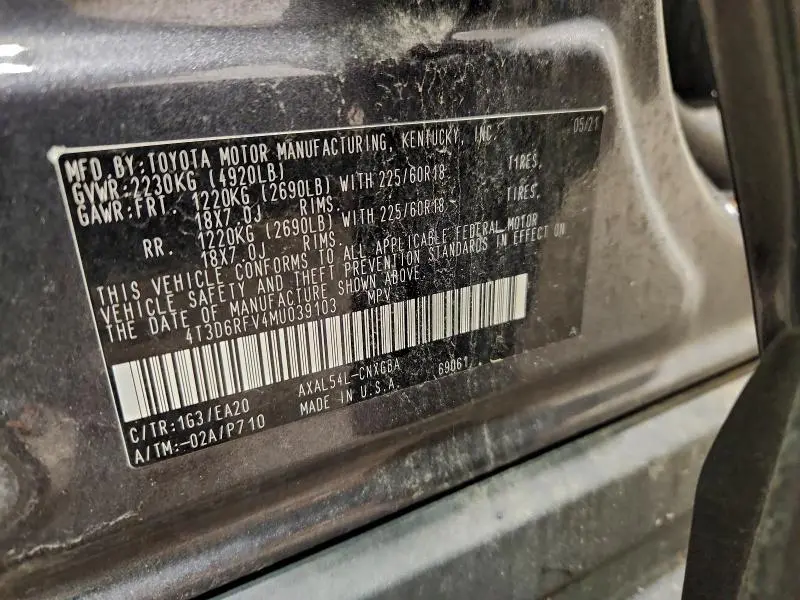 MFD.BY:TOYOTA MOTOR MANUFACTURING, KENTUCKY, INC. 05/21
GVWR:2230KG (4920LB)
GAWR:FRT. 1220KG (2690LB) WITH 225/60R18 TIRES,
18X7.0J RIMS.
RR. 1220KG (2690LB) WITH 225/60R18 TIRES,
18X7.0J RIMS.
THIS VEHICLE CONFORMS TO ALL APPLICABLE FEDERAL MOTOR
VEHICLE SAFETY AND THEFT PREVENTION STANDARDS IN EFFECT ON
THE DATE OF MANUFACTURE SHOWN ABOVE.
4T3D6RFV4MU039103 MPV
C/TR:1G3/EA20 AXAL54L-CNXGBA 69061
A/TM:-02A/P710 MADE IN U.S.A.